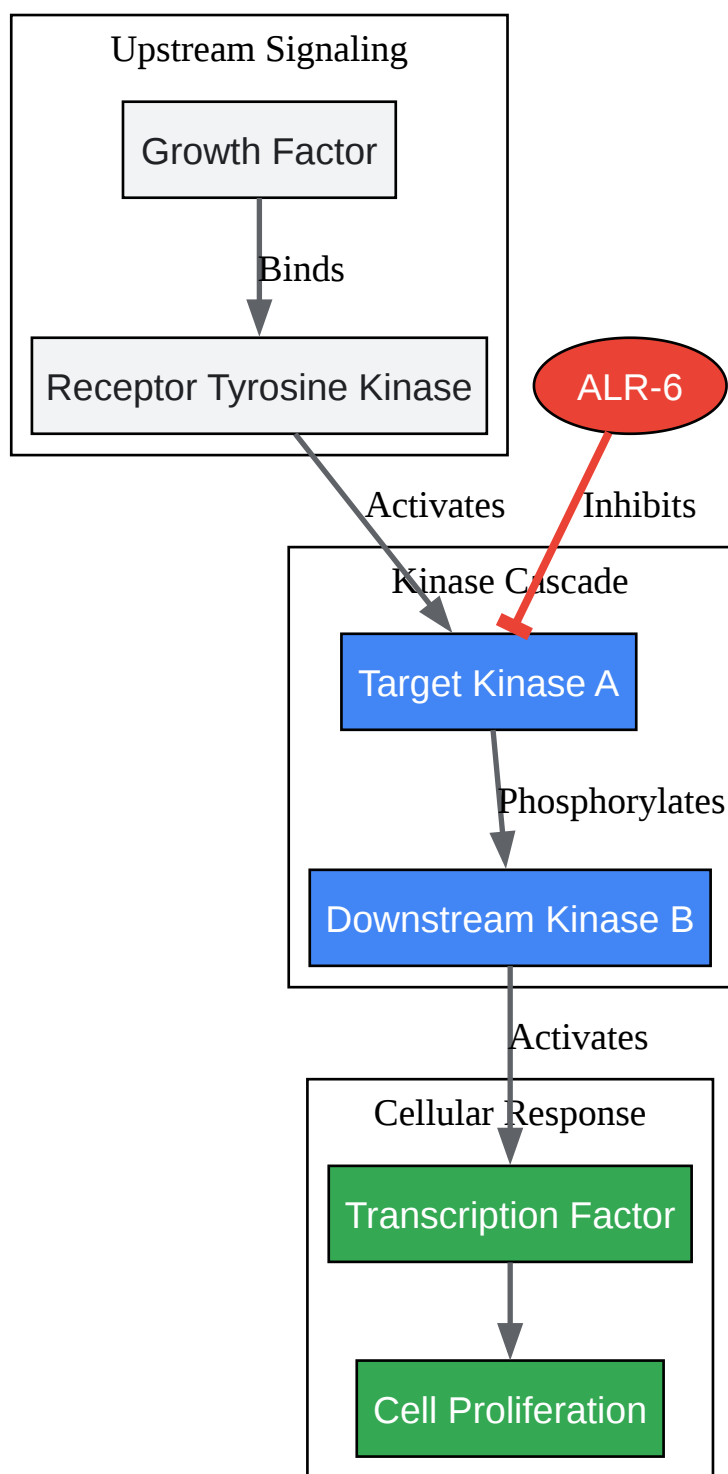 Upstream Signaling
Growth Factor
Binds
Receptor Tyrosine Kinase
ALR-6
Activates
Inhibits
Kinase Cascade
Target Kinase A
Phosphorylates
Downstream Kinase B
Activates
Cellular Response
Transcription Factor
Cell Proliferation